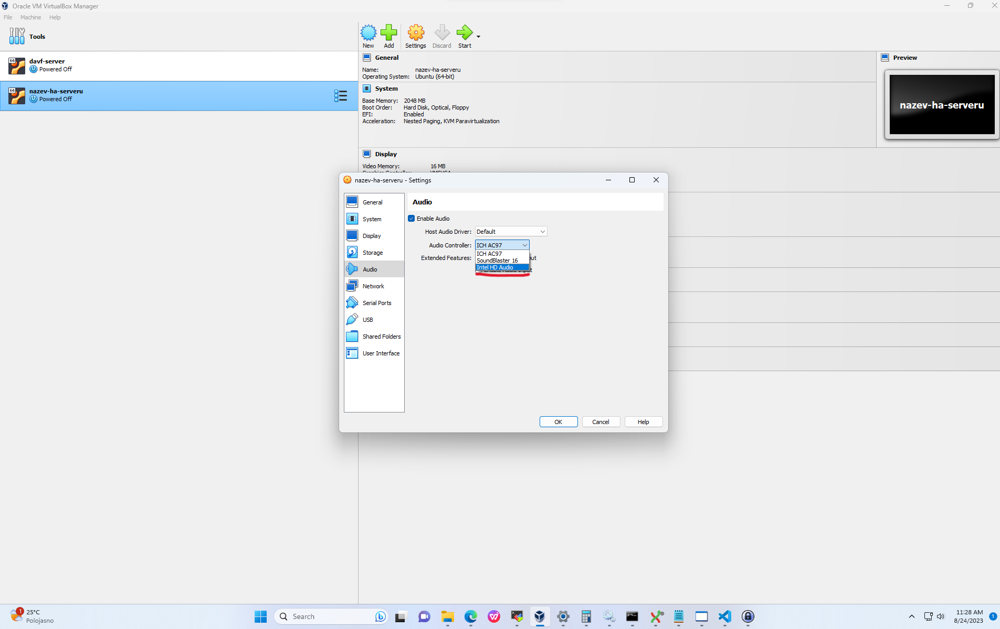 Oracle VM VirtualBox Manager
File Machine Help
Tools
New Add Settings Discard Start
64
davf-server
Powered Off
64
nazev-ha-serveru
Powered Off
General
Name: nazev-ha-serveru
Operating System: Ubuntu (64-bit)
System
Base Memory: 2048 MB
Boot Order: Hard Disk, Optical, Floppy
EFI: Enabled
Acceleration: Nested Paging, KVM Paravirtualization
Preview
nazev-ha-serveru
Display
Video Memory: 16 MB
nazev-ha-serveru - Settings
General
System
Display
Storage
Audio
Network
Serial Ports
USB
Shared Folders
User Interface
Audio
Enable Audio
Host Audio Driver: Default
Audio Controller: ICH AC97
ICH AC97
SoundBlaster 16
Intel HD Audio
Extended Features:
OK Cancel Help
1
25°C
Polojasno
Search
11:28 AM
8/24/2023
1